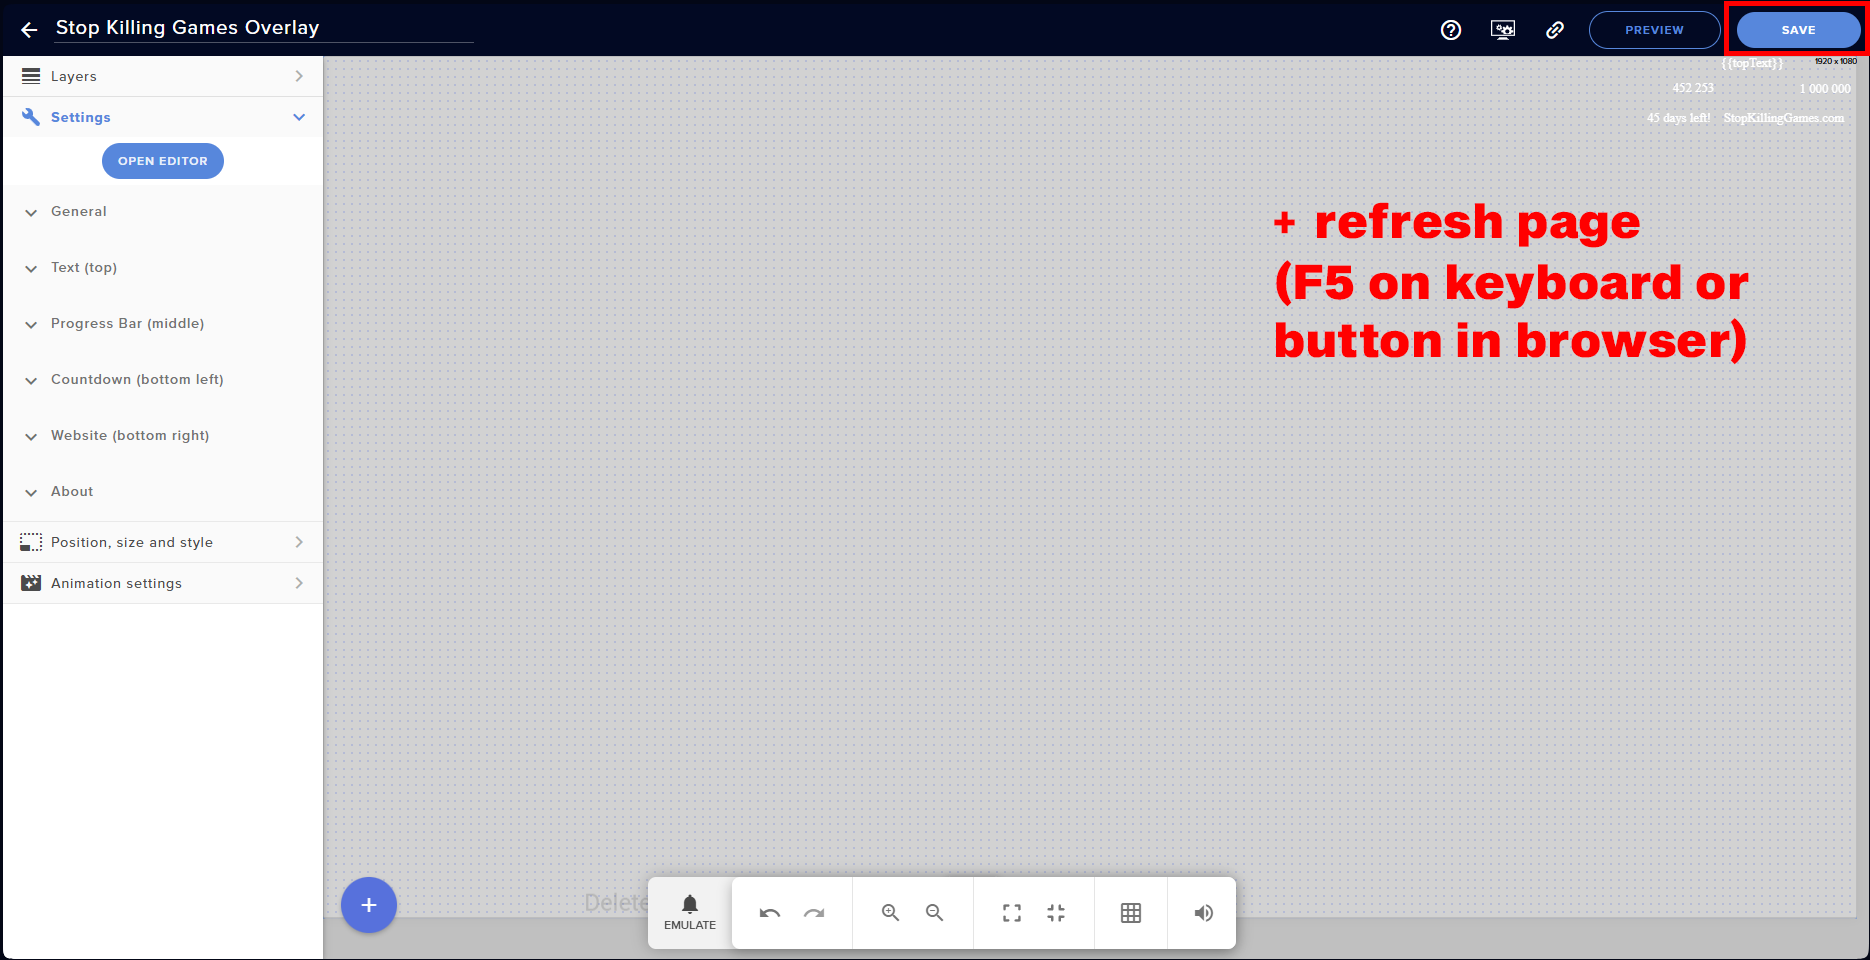 Stop Killing Games Overlay
PREVIEW
SAVE
Layers
Settings
OPEN EDITOR
General
Text (top)
Progress Bar (middle)
Countdown (bottom left)
Website (bottom right)
About
Position, size and style
Animation settings
{{topText}}
1920 x 1080
452 253
1 000 000
45 days left!
StopKillingGames.com
+ refresh page
(F5 on keyboard or
button in browser)
+
Delete
EMULATE